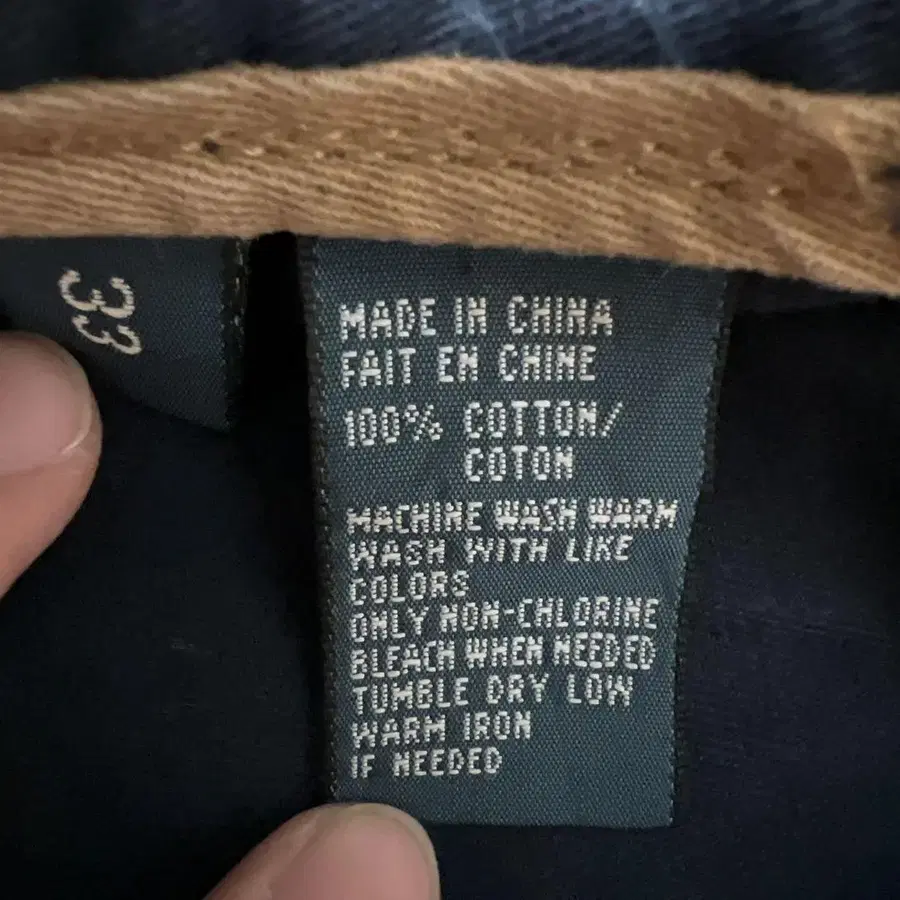 33
MADE IN CHINA
FAIT EN CHINE
100% COTTON/
COTON
MACHINE WASH WARM
WASH WITH LIKE
COLORS
ONLY NON-CHLORINE
BLEACH WHEN NEEDED
TUMBLE DRY LOW
WARM IRON
IF NEEDED